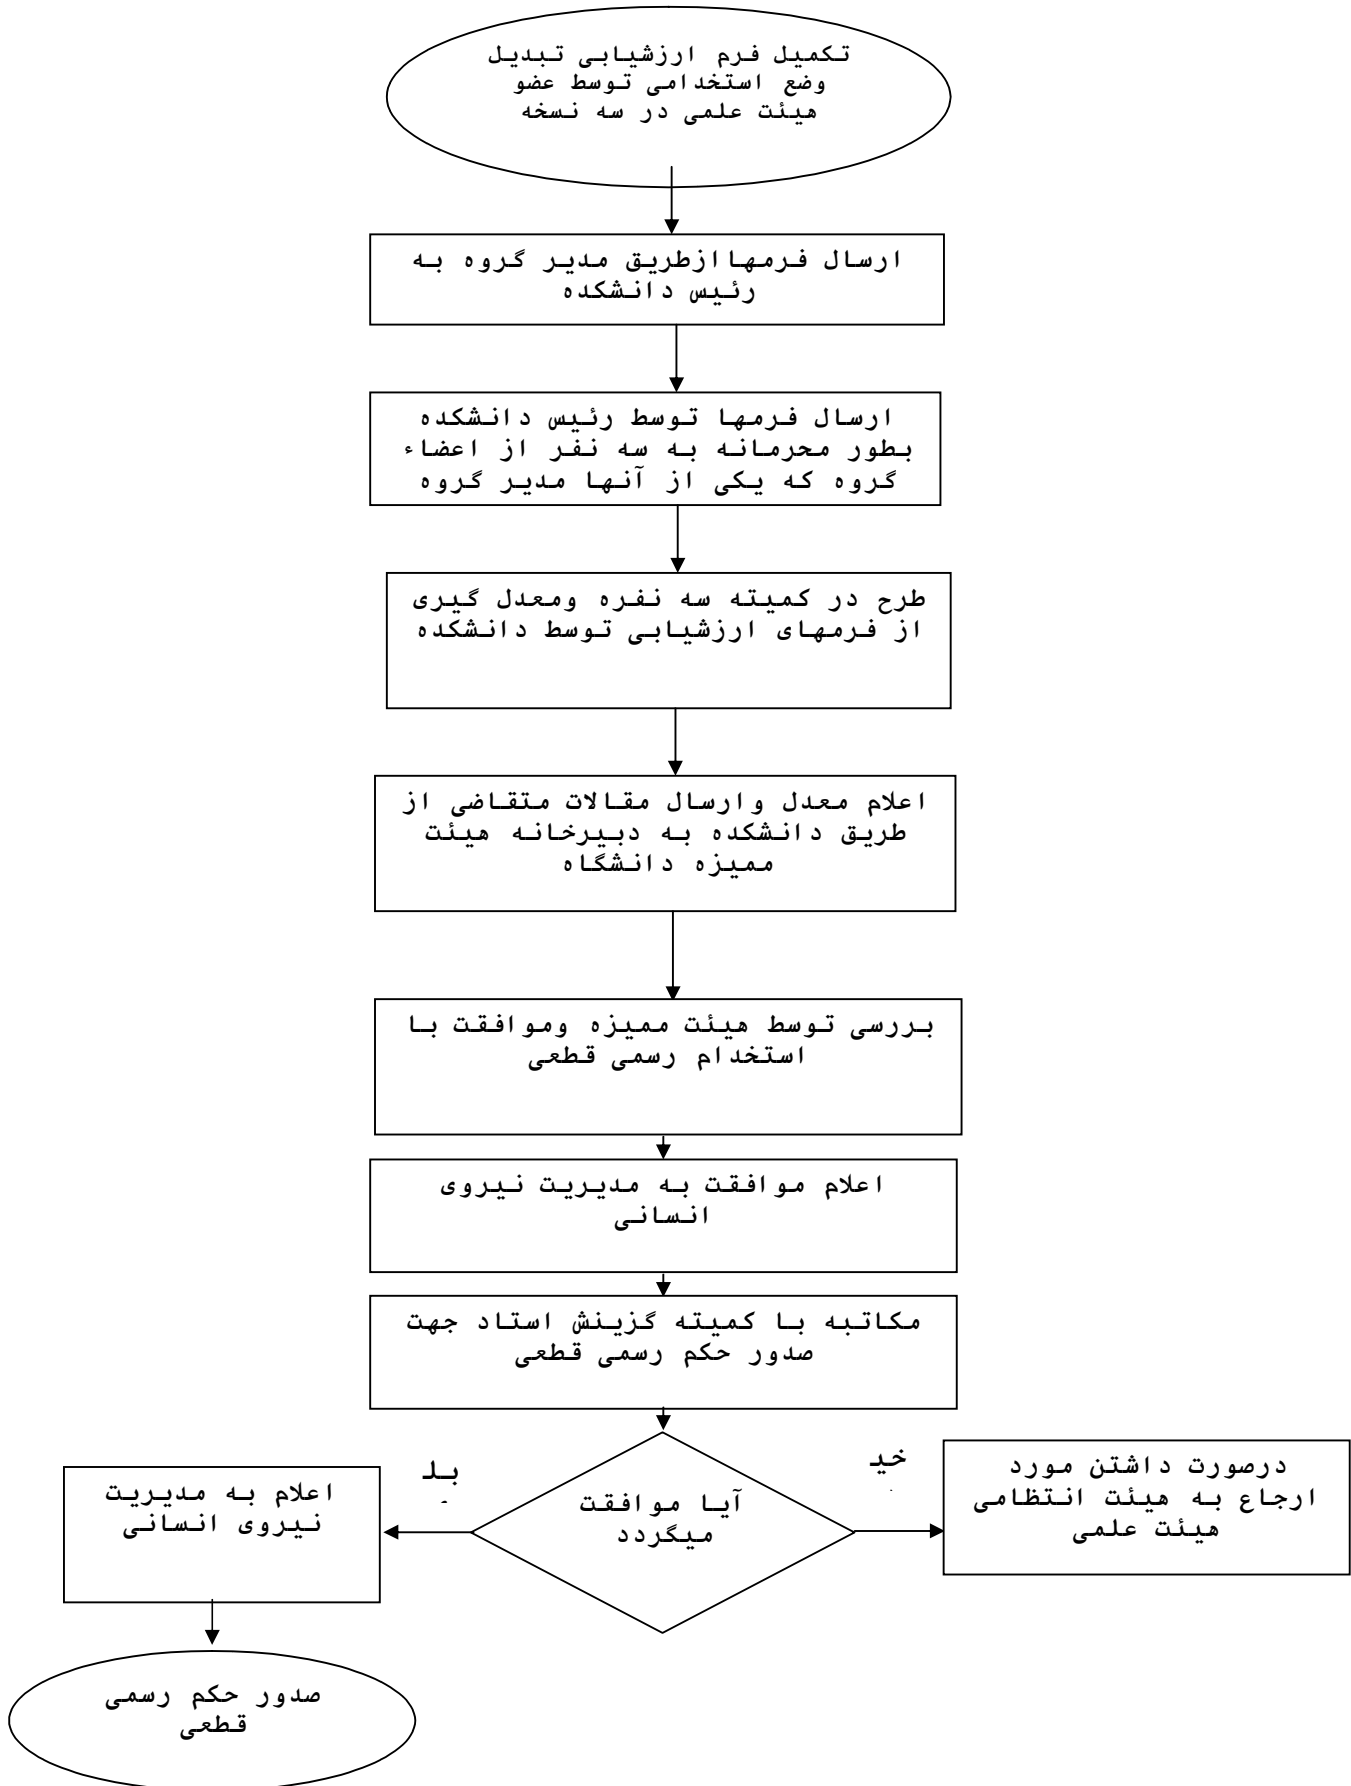 تکمیل فرم ارزشیابی تبدیل
وضع استخدامی توسط عضو
هیئت علمی در سه نسخه
ارسال فرمهاازطریق مدیر گروه به
رئیس دانشکده
ارسال فرمها توسط رئیس دانشکده
بطور محرمانه به سه نفر از اعضاء
گروه که یکی از آنها مدیر گروه
طرح در کمیته سه نفره ومعدل گیری
از فرمهای ارزشیابی توسط دانشکده
اعلام معدل وارسال مقالات متقاضی از
طریق دانشکده به دبیرخانه هیئت
ممیزه دانشگاه
بررسی توسط هیئت ممیزه وموافقت با
استخدام رسمی قطعی
اعلام موافقت به مدیریت نیروی
انسانی
مکاتبه با کمیته گزینش استاد جهت
صدور حکم رسمی قطعی
آیا موافقت
میگردد
خیـ
درصورت داشتن مورد
ارجاع به هیئت انتظامی
هیئت علمی
بلـ
اعلام به مدیریت
نیروی انسانی
صدور حکم رسمی
قطعی